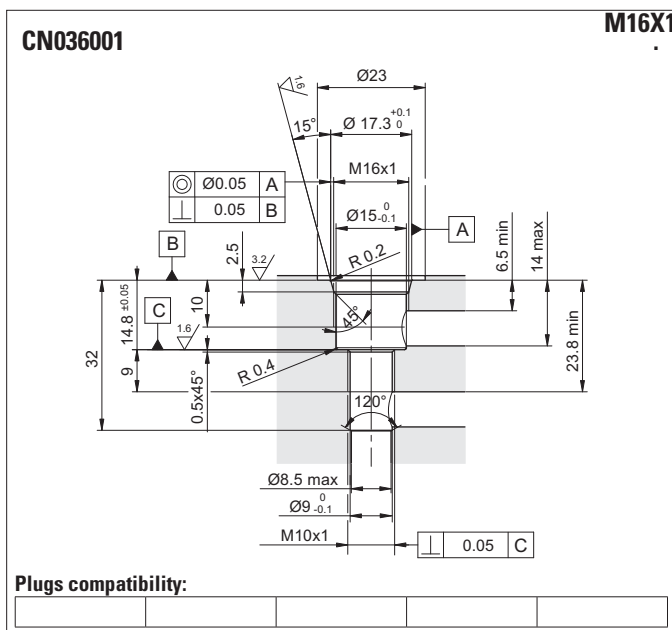 CN036001
M16X1
.
Ø23
1.6
15°
Ø 17.3 +0.1 0
M16x1
◎ Ø0.05 A
⊥ 0.05 B
Ø15 0 -0.1
A
B
2.5
3.2
R 0.2
6.5 min
14 max
C
14.8 ±0.05
10
1.6
45°
32
9
0.5x45°
R 0.4
23.8 min
120°
Ø8.5 max
Ø9 0 -0.1
M10x1
⊥ 0.05 C
Plugs compatibility: